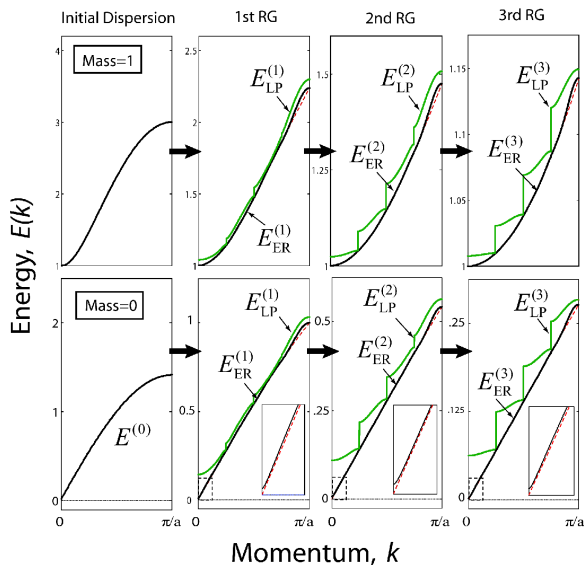 Initial Dispersion 1st RG 2nd RG 3rd RG
4 2.5 1.15
Mass=1
E_LP^(1) E_LP^(2) E_LP^(3)
1.5
2
3 1.1
E_ER^(2) E_ER^(3)
1.25
1.5
2 1.05
E_ER^(1)
1 1 1 1
Energy, E(k)
Mass=0
E_LP^(1) E_LP^(2) E_LP^(3)
2 1 0.5 .25
E_ER^(1) E_ER^(2) E_ER^(3)
1 0.5 .25 .125
E^(0)
0 0 0 0
0 π/a 0 π/a 0 π/a 0 π/a
Momentum, k